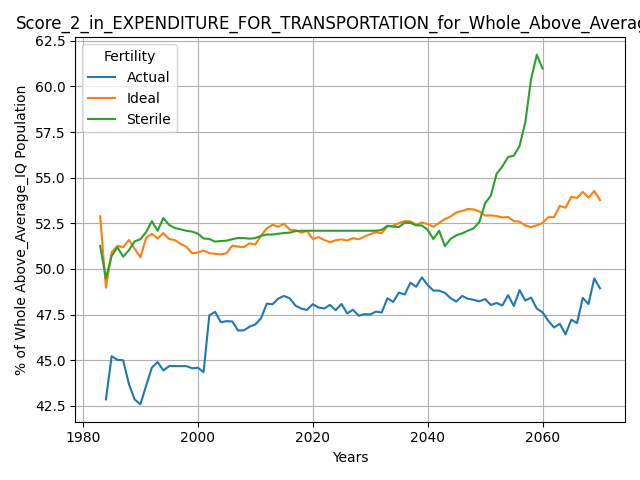 Score_2_in_EXPENDITURE_FOR_TRANSPORTATION_for_Whole_Above_Averag
62.5
60.0
57.5
55.0
52.5
50.0
47.5
45.0
42.5
% of Whole Above_Average_IQ Population
Fertility
Actual
Ideal
Sterile
1980
2000
2020
2040
2060
Years